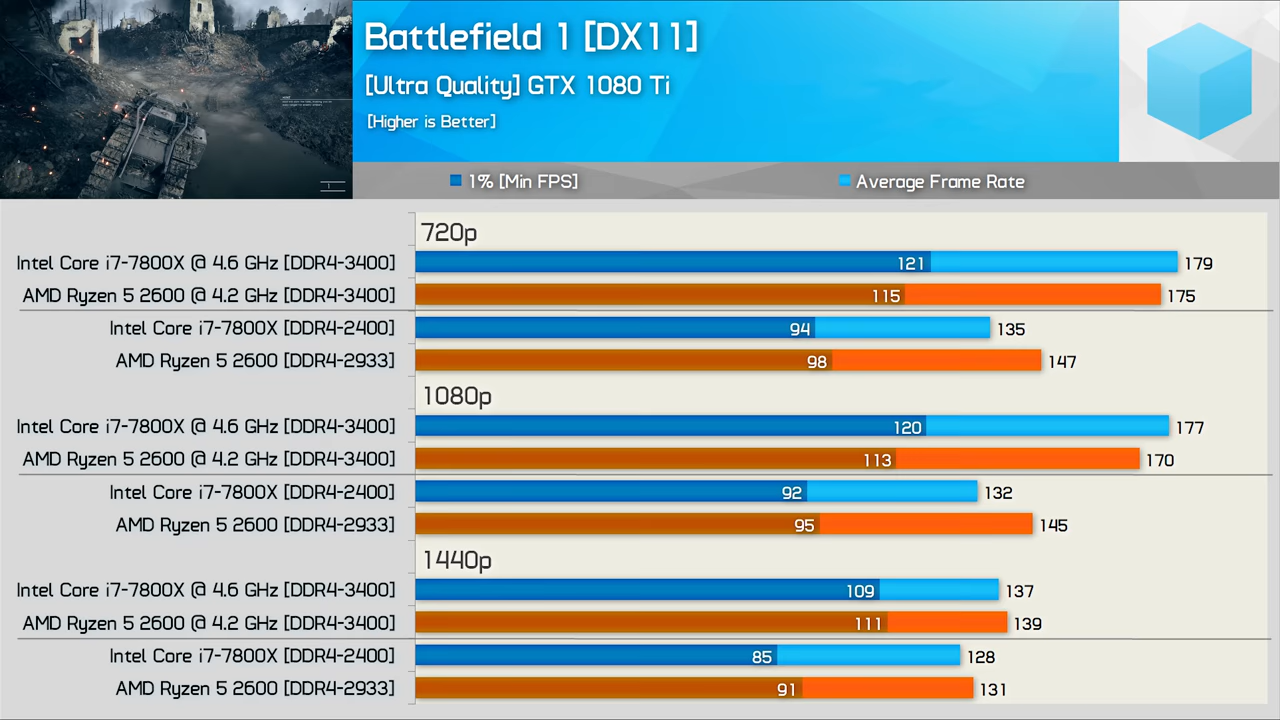 Battlefield 1 [DX11]
[Ultra Quality] GTX 1080 Ti
[Higher is Better]
1% [Min FPS] Average Frame Rate
720p
Intel Core i7-7800X @ 4.6 GHz [DDR4-3400] 121 179
AMD Ryzen 5 2600 @ 4.2 GHz [DDR4-3400] 115 175
Intel Core i7-7800X [DDR4-2400] 94 135
AMD Ryzen 5 2600 [DDR4-2933] 98 147
1080p
Intel Core i7-7800X @ 4.6 GHz [DDR4-3400] 120 177
AMD Ryzen 5 2600 @ 4.2 GHz [DDR4-3400] 113 170
Intel Core i7-7800X [DDR4-2400] 92 132
AMD Ryzen 5 2600 [DDR4-2933] 95 145
1440p
Intel Core i7-7800X @ 4.6 GHz [DDR4-3400] 109 137
AMD Ryzen 5 2600 @ 4.2 GHz [DDR4-3400] 111 139
Intel Core i7-7800X [DDR4-2400] 85 128
AMD Ryzen 5 2600 [DDR4-2933] 91 131